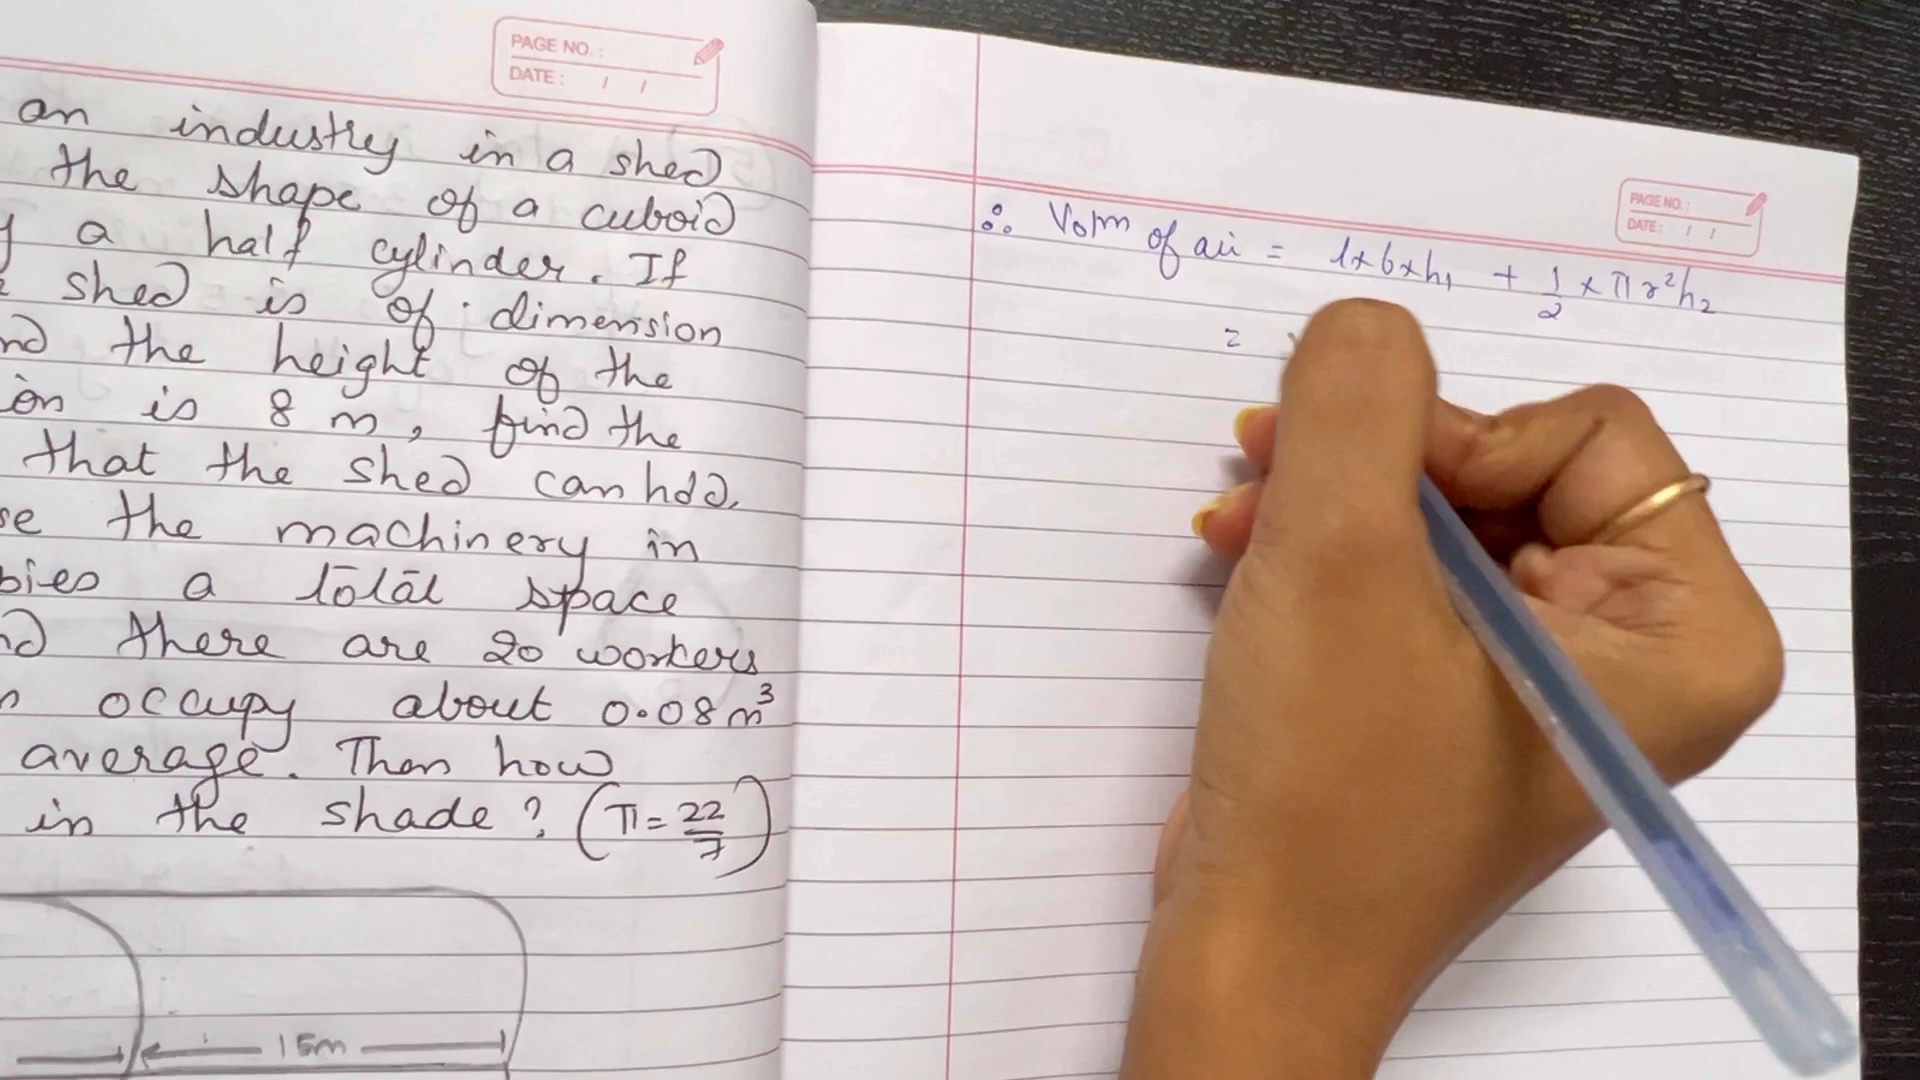 PAGE NO. :
DATE : / /
an industry in a shed
the shape of a cuboid
a half cylinder. If
shed is of dimension
the height of the
is 8 m, find the
that the shed can hdd.
the machinery in
a total space
there are 20 workers
occupy about 0.08 m³
average. Then how
in the shade? (π = 22/7)
15m
PAGE NO. :
DATE : / /
∴ Volm of air = l×b×h₁ + 1/2 × πr²h₂
=